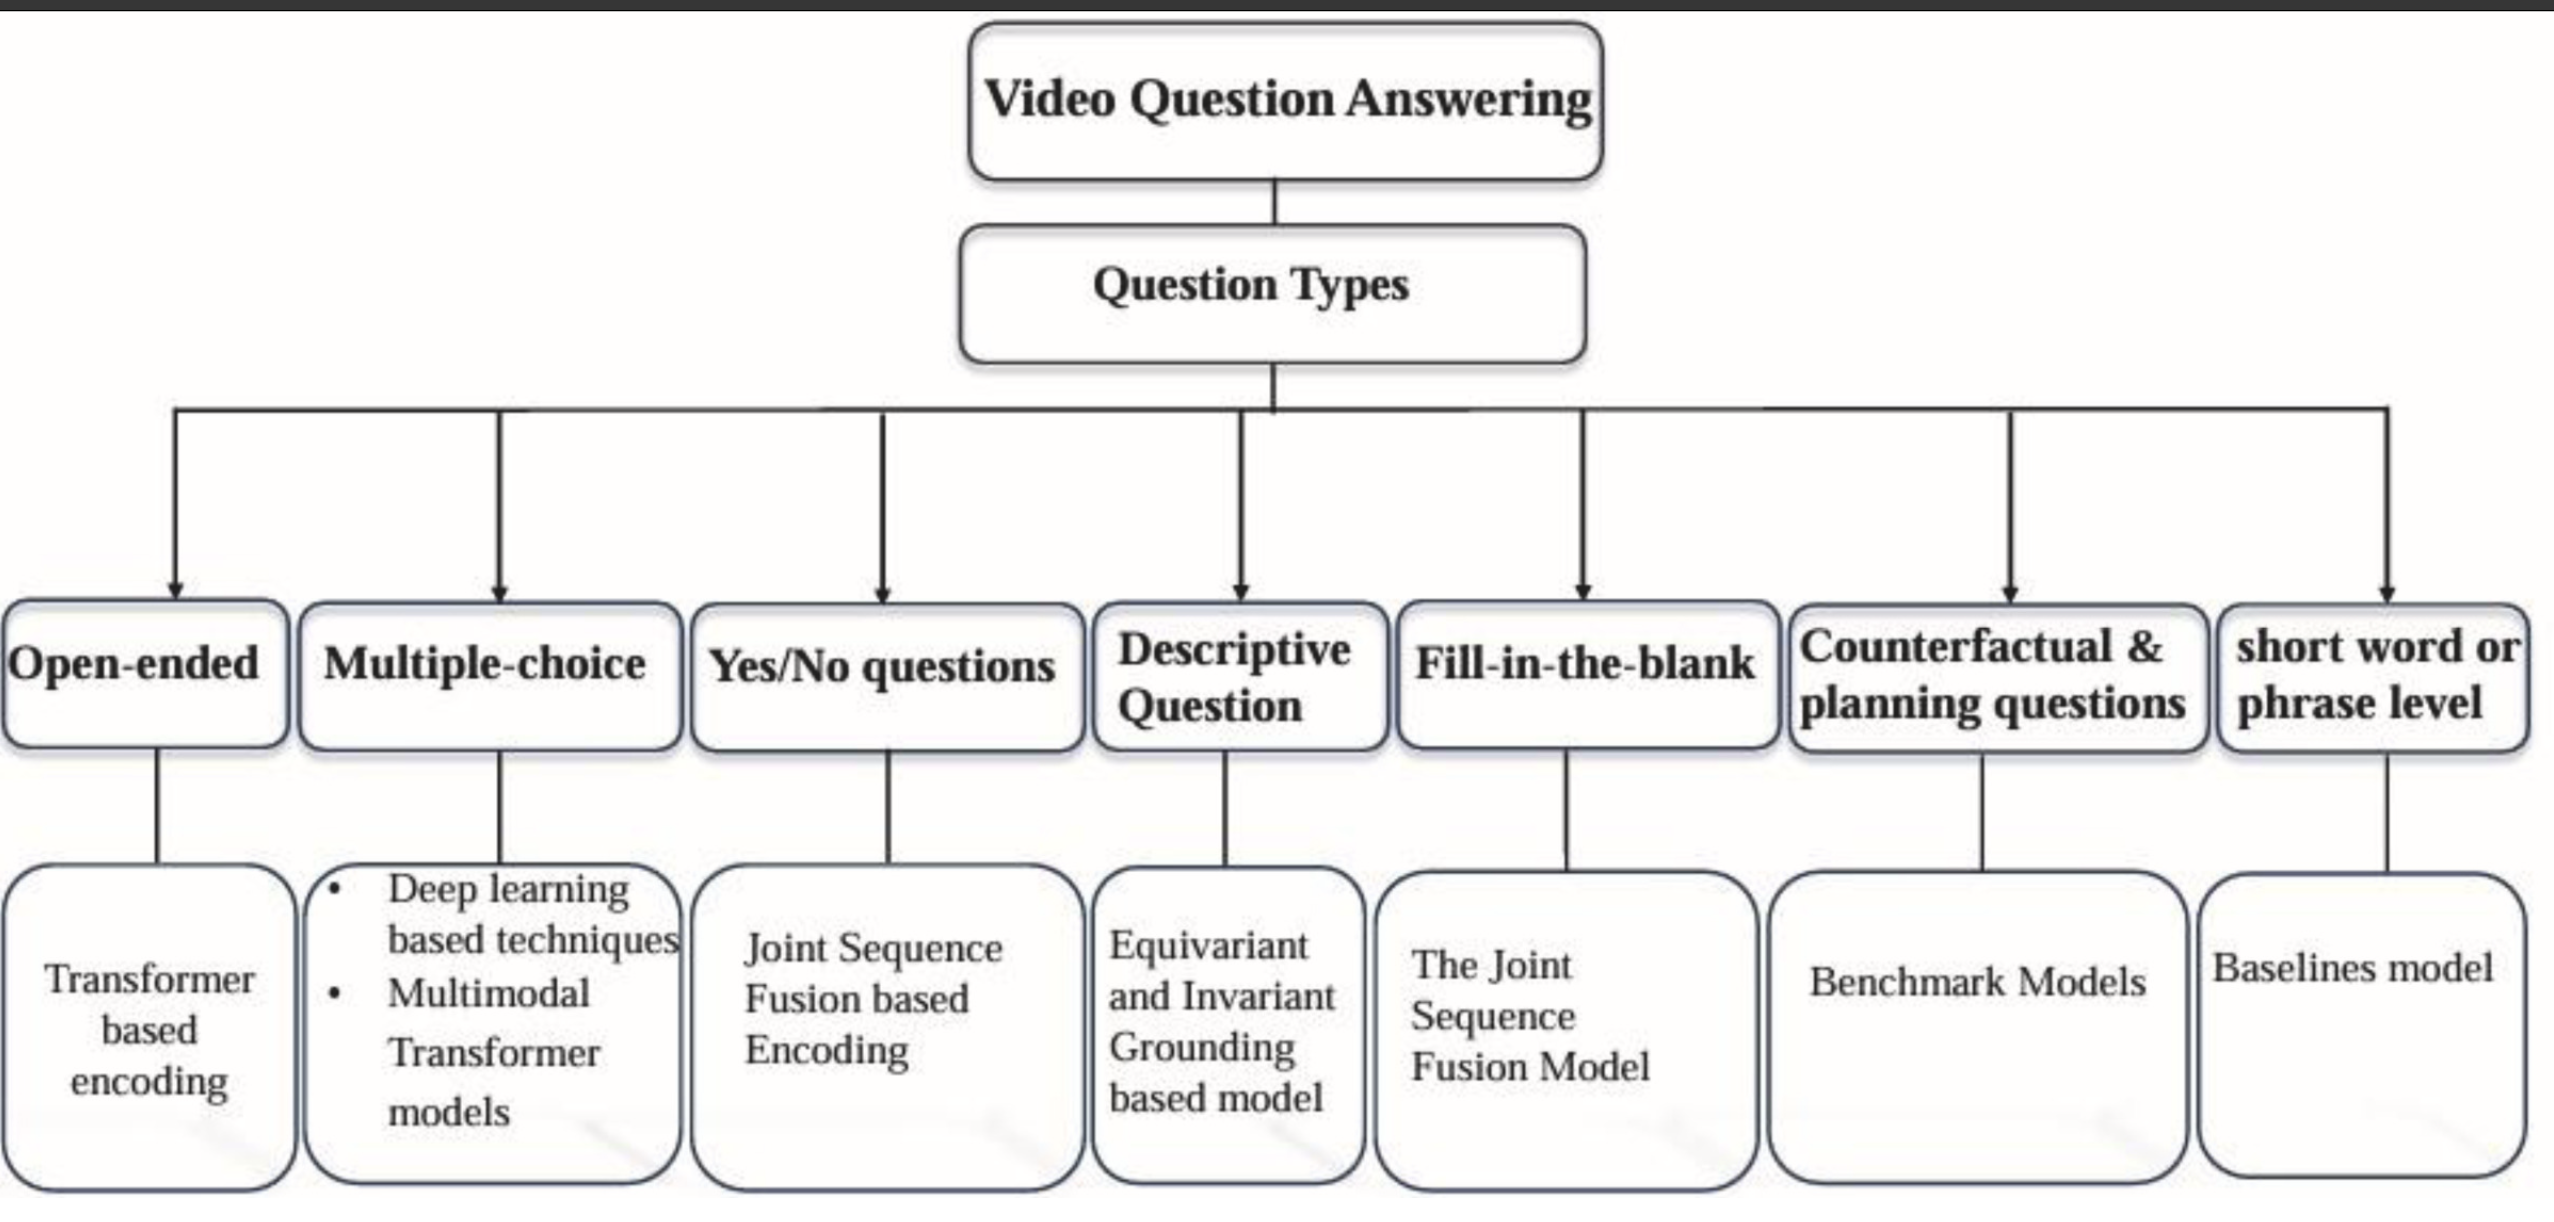 Video Question Answering
Question Types
Open-ended
Multiple-choice
Yes/No questions
Descriptive
Question
Fill-in-the-blank
Counterfactual &
planning questions
short word or
phrase level
Transformer
based
encoding
• Deep learning
based techniques
• Multimodal
Transformer
models
Joint Sequence
Fusion based
Encoding
Equivariant
and Invariant
Grounding
based model
The Joint
Sequence
Fusion Model
Benchmark Models
Baselines model